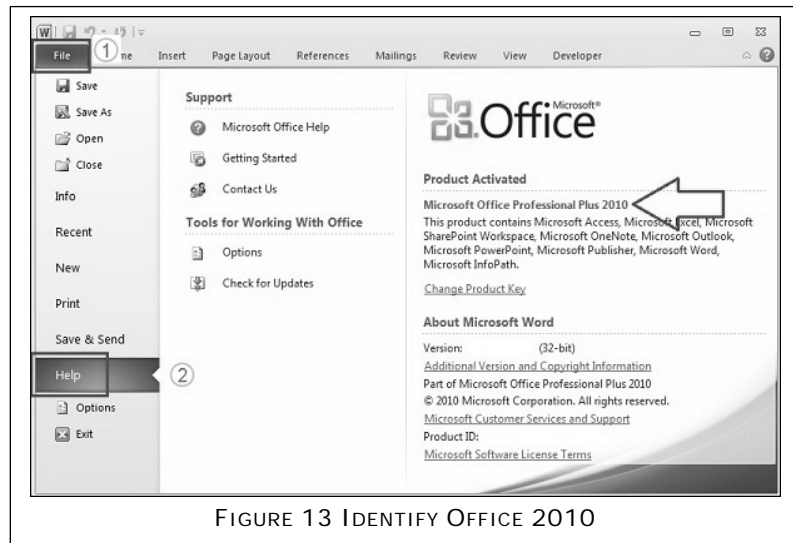 W
File
1
me
Insert
Page Layout
References
Mailings
Review
View
Developer
Save
Save As
Open
Close
Info
Recent
New
Print
Save & Send
Help
2
Options
Exit
Support
Microsoft Office Help
Getting Started
Contact Us
Tools for Working With Office
Options
Check for Updates
Microsoft®
Office
Product Activated
Microsoft Office Professional Plus 2010
This product contains Microsoft Access, Microsoft Excel, Microsoft
SharePoint Workspace, Microsoft OneNote, Microsoft Outlook,
Microsoft PowerPoint, Microsoft Publisher, Microsoft Word,
Microsoft InfoPath.
Change Product Key
About Microsoft Word
Version: (32-bit)
Additional Version and Copyright Information
Part of Microsoft Office Professional Plus 2010
© 2010 Microsoft Corporation. All rights reserved.
Microsoft Customer Services and Support
Product ID:
Microsoft Software License Terms
FIGURE 13 IDENTIFY OFFICE 2010